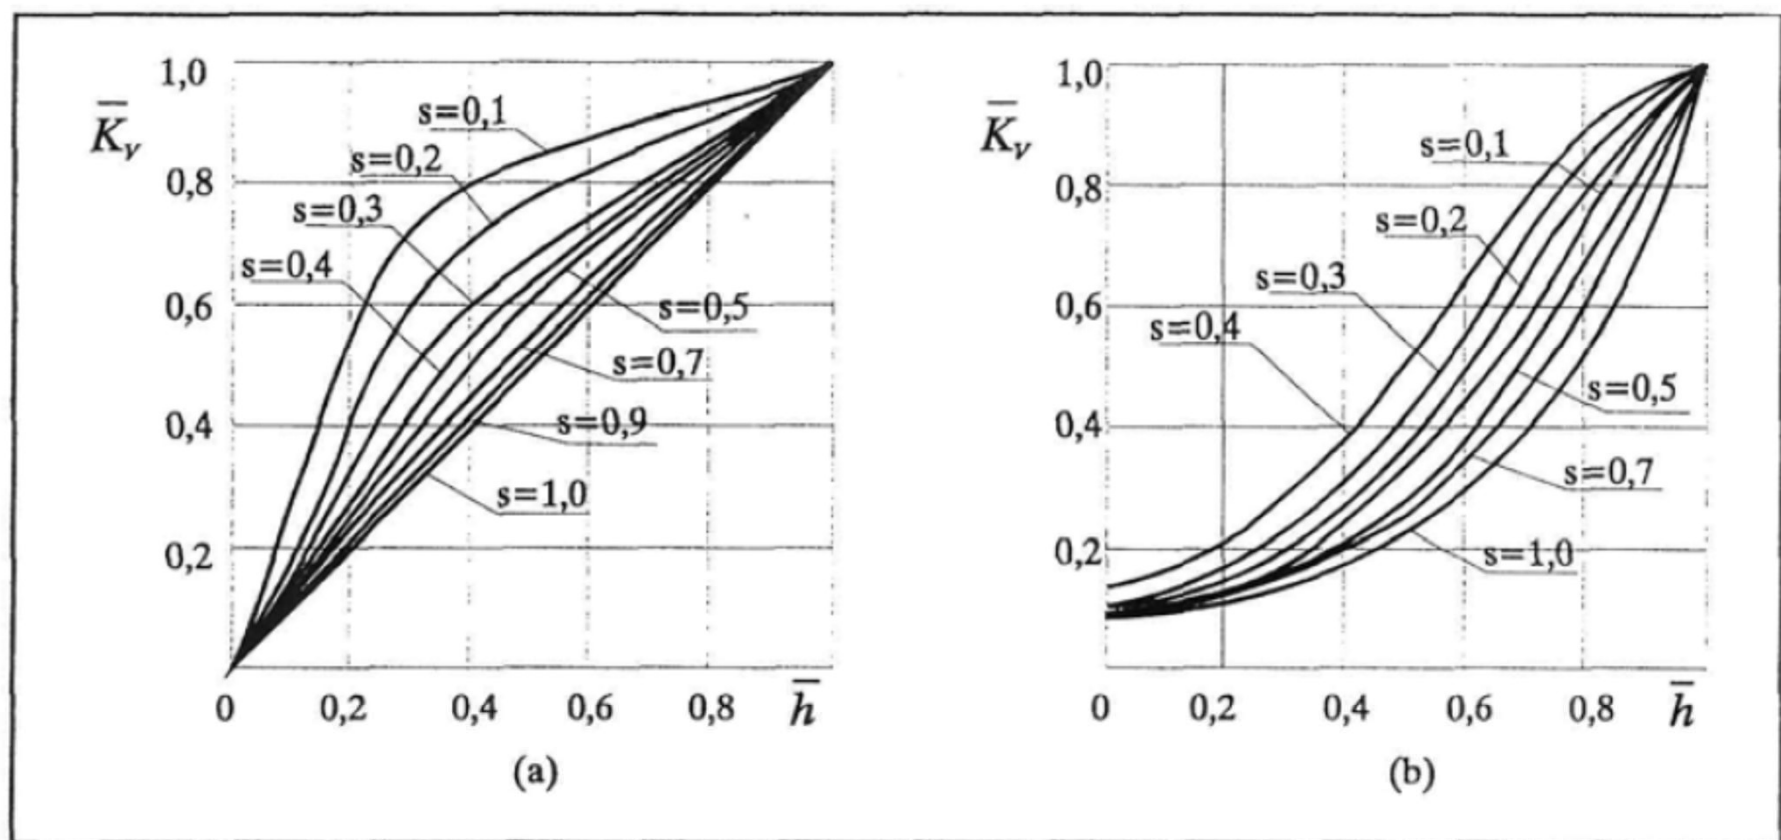 1,0
K̅ᵥ
0,8
0,6
0,4
0,2
0 0,2 0,4 0,6 0,8 h̅
s=0,1
s=0,2
s=0,3
s=0,4
s=0,5
s=0,7
s=0,9
s=1,0
(a)
1,0
K̅ᵥ
0,8
0,6
0,4
0,2
0 0,2 0,4 0,6 0,8 h̅
s=0,1
s=0,2
s=0,3
s=0,4
s=0,5
s=0,7
s=1,0
(b)